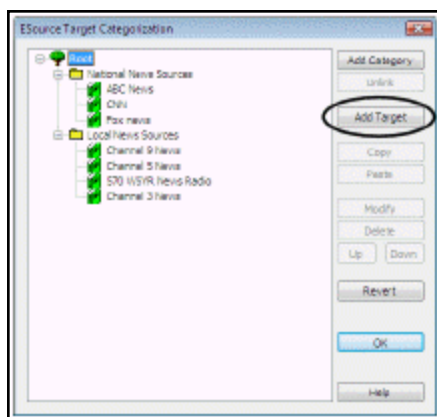 ESource Target Categorization
Root
National News Sources
ABC News
CNN
Fox news
Local News Sources
Channel 9 News
Channel 5 News
570 WSYR News Radio
Channel 3 News
Add Category
Unlink
Add Target
Copy
Paste
Modify
Delete
Up Down
Revert
OK
Help